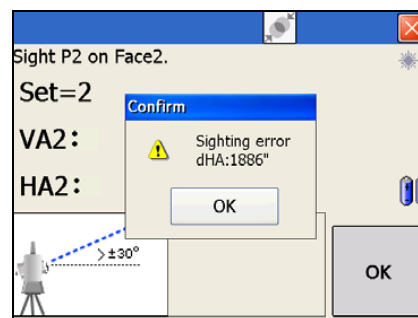 Sight P2 on Face2.
Set=2
Confirm
VA2:
Sighting error
dHA:1886"
HA2:
OK
>±30°
OK